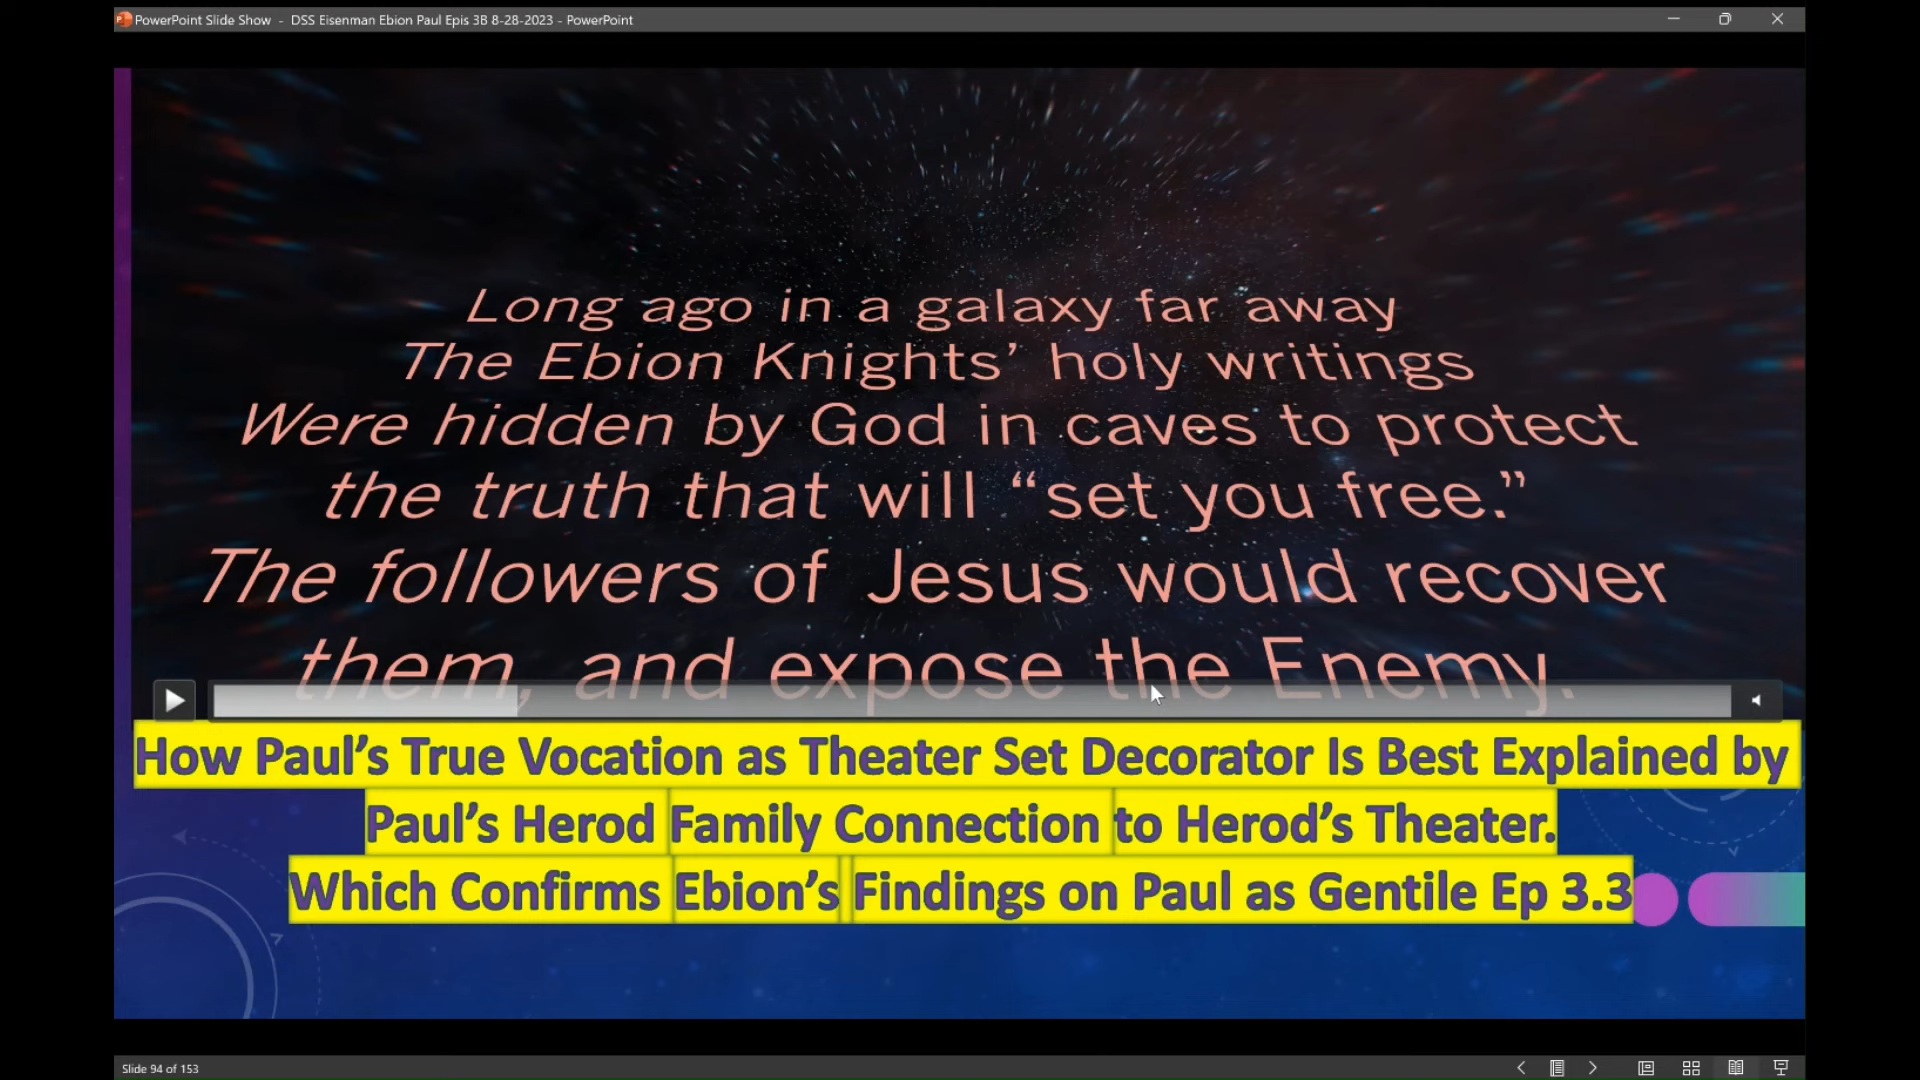 PowerPoint Slide Show - DSS Eisenman Ebion Paul Epis 3B 8-28-2023 - PowerPoint
Long ago in a galaxy far away
The Ebion Knights’ holy writings
Were hidden by God in caves to protect
the truth that will “set you free.”
The followers of Jesus would recover
them, and expose the Enemy.
How Paul’s True Vocation as Theater Set Decorator Is Best Explained by
Paul’s Herod Family Connection to Herod’s Theater.
Which Confirms Ebion’s Findings on Paul as Gentile Ep 3.3
Slide 94 of 153